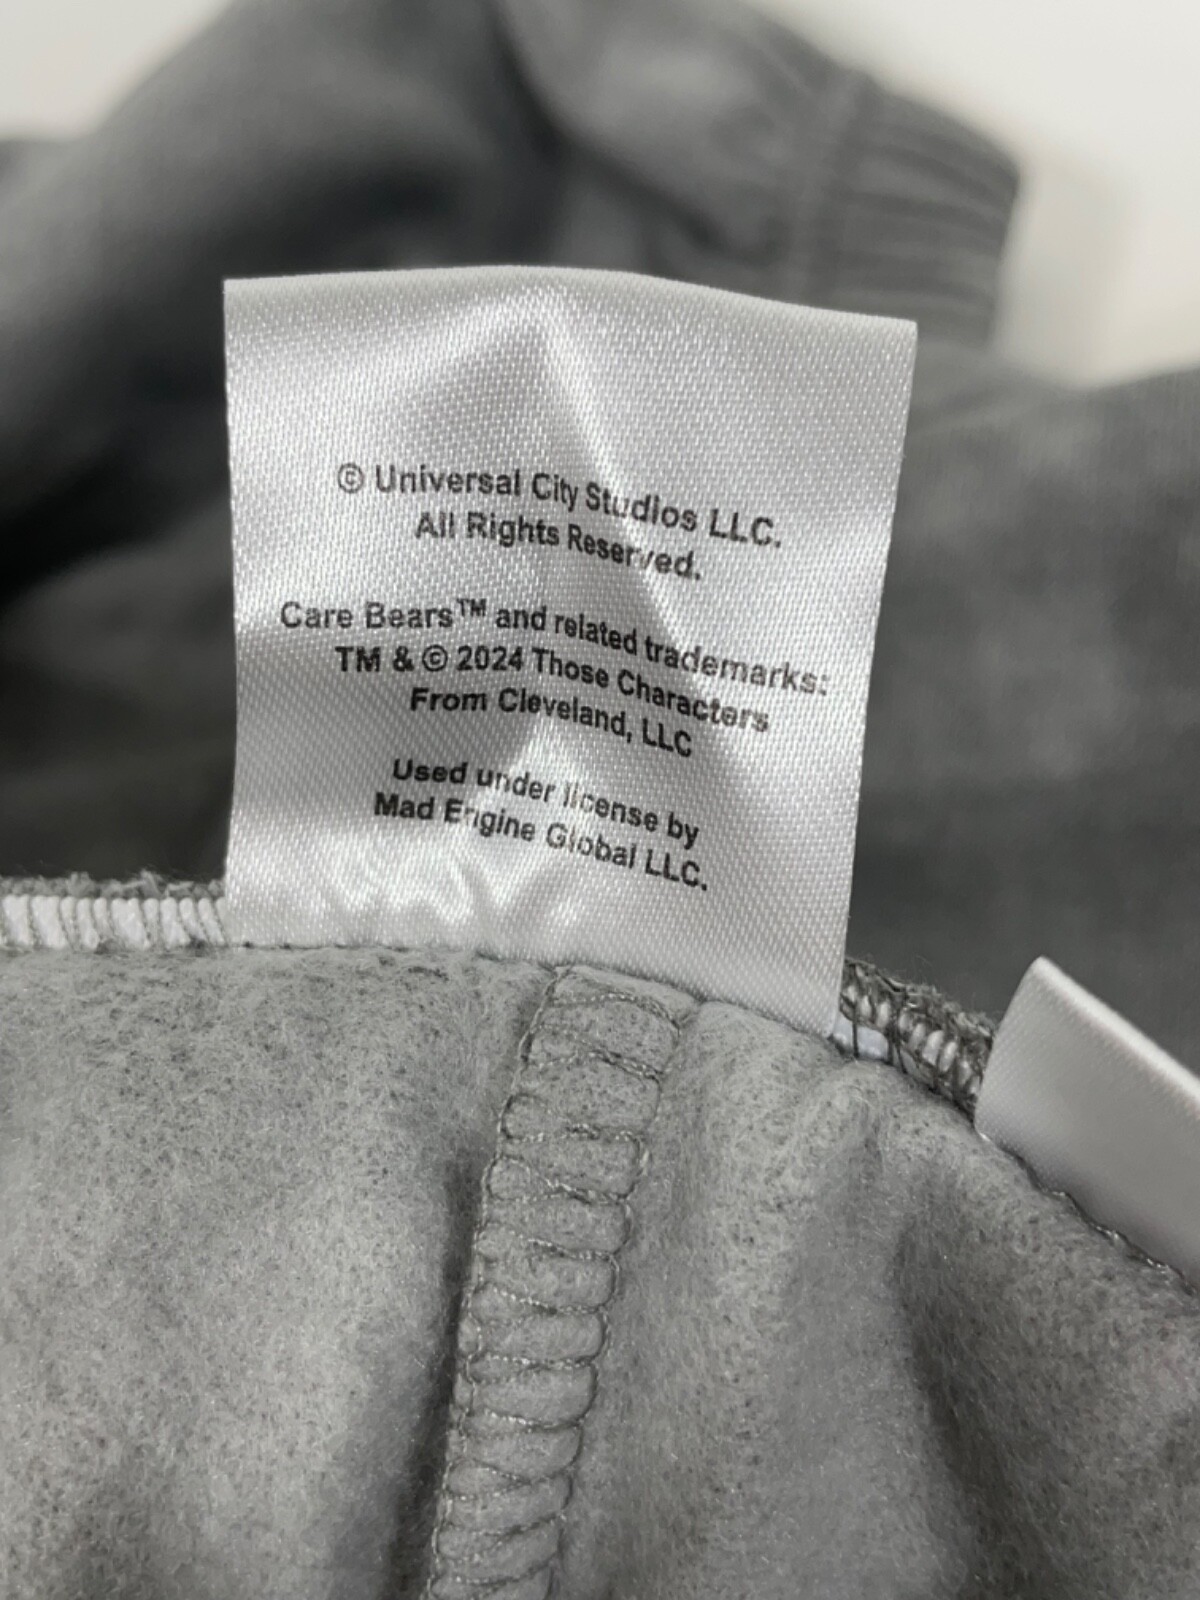 © Universal City Studios LLC.
All Rights Reserved.
Care Bears™ and related trademarks:
TM & © 2024 Those Characters
From Cleveland, LLC
Used under license by
Mad Engine Global LLC.